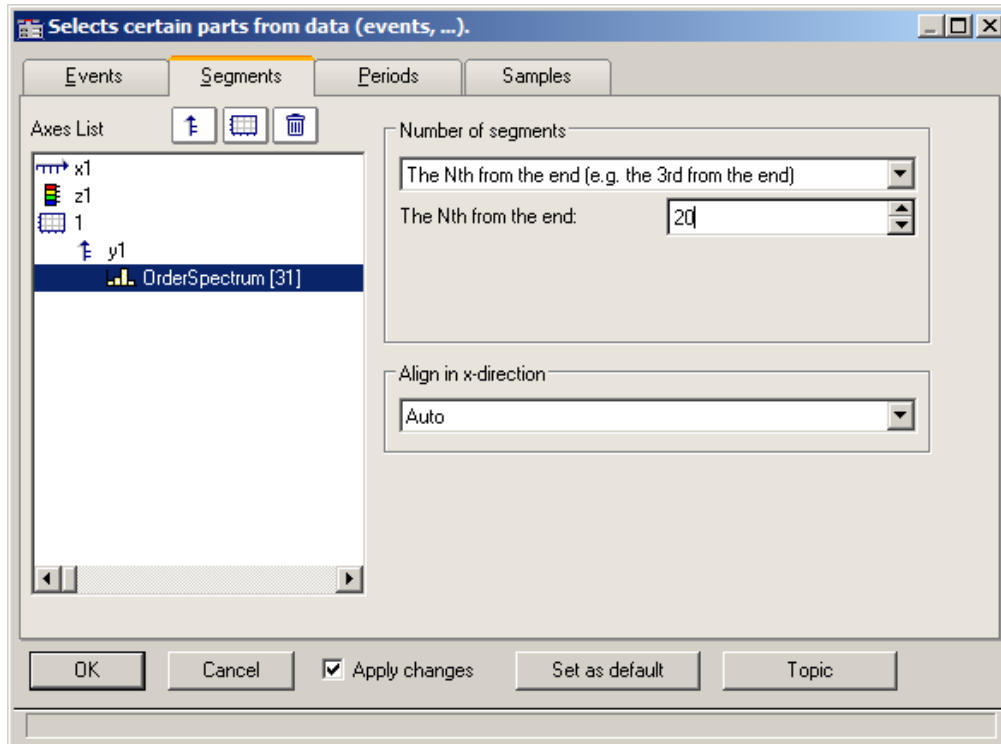 Selects certain parts from data (events, ...).
Events Segments Periods Samples
Axes List
x1
z1
1
y1
OrderSpectrum [31]
Number of segments
The Nth from the end (e.g. the 3rd from the end)
The Nth from the end: 20
Align in x-direction
Auto
OK Cancel Apply changes Set as default Topic